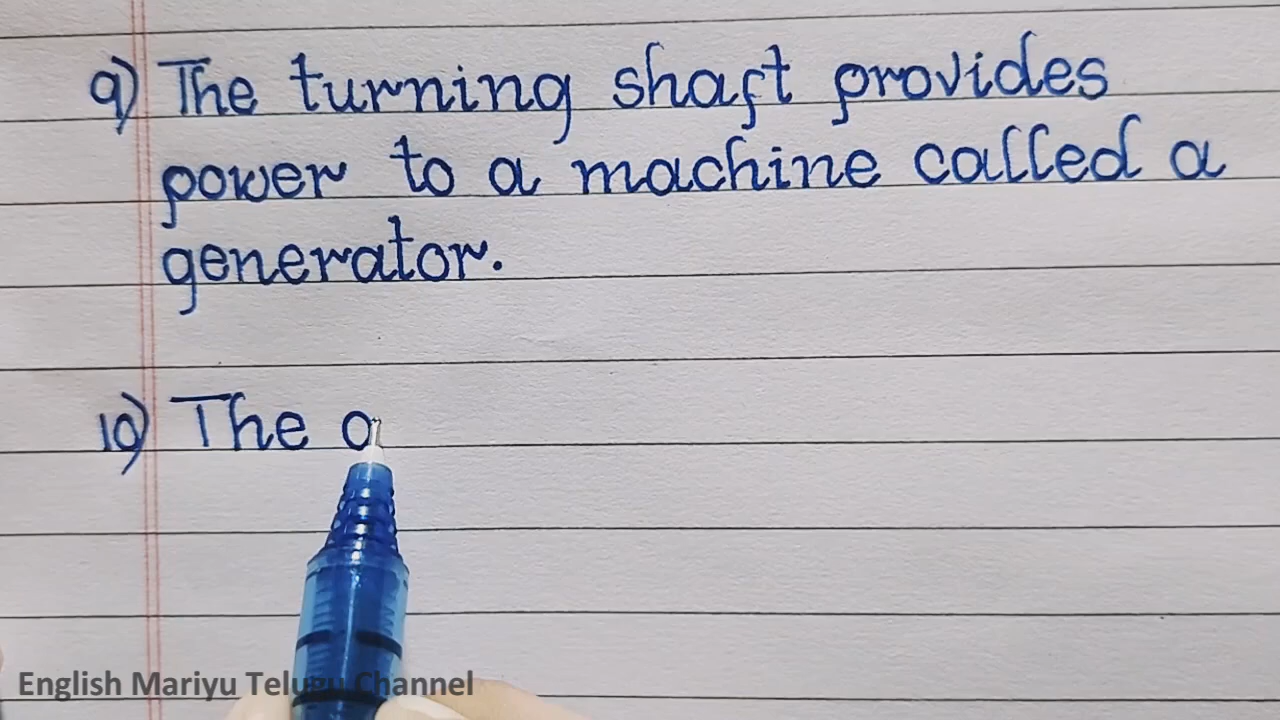 9) The turning shaft provides
power to a machine called a
generator.
10) The
English Mariyu Telugu Channel